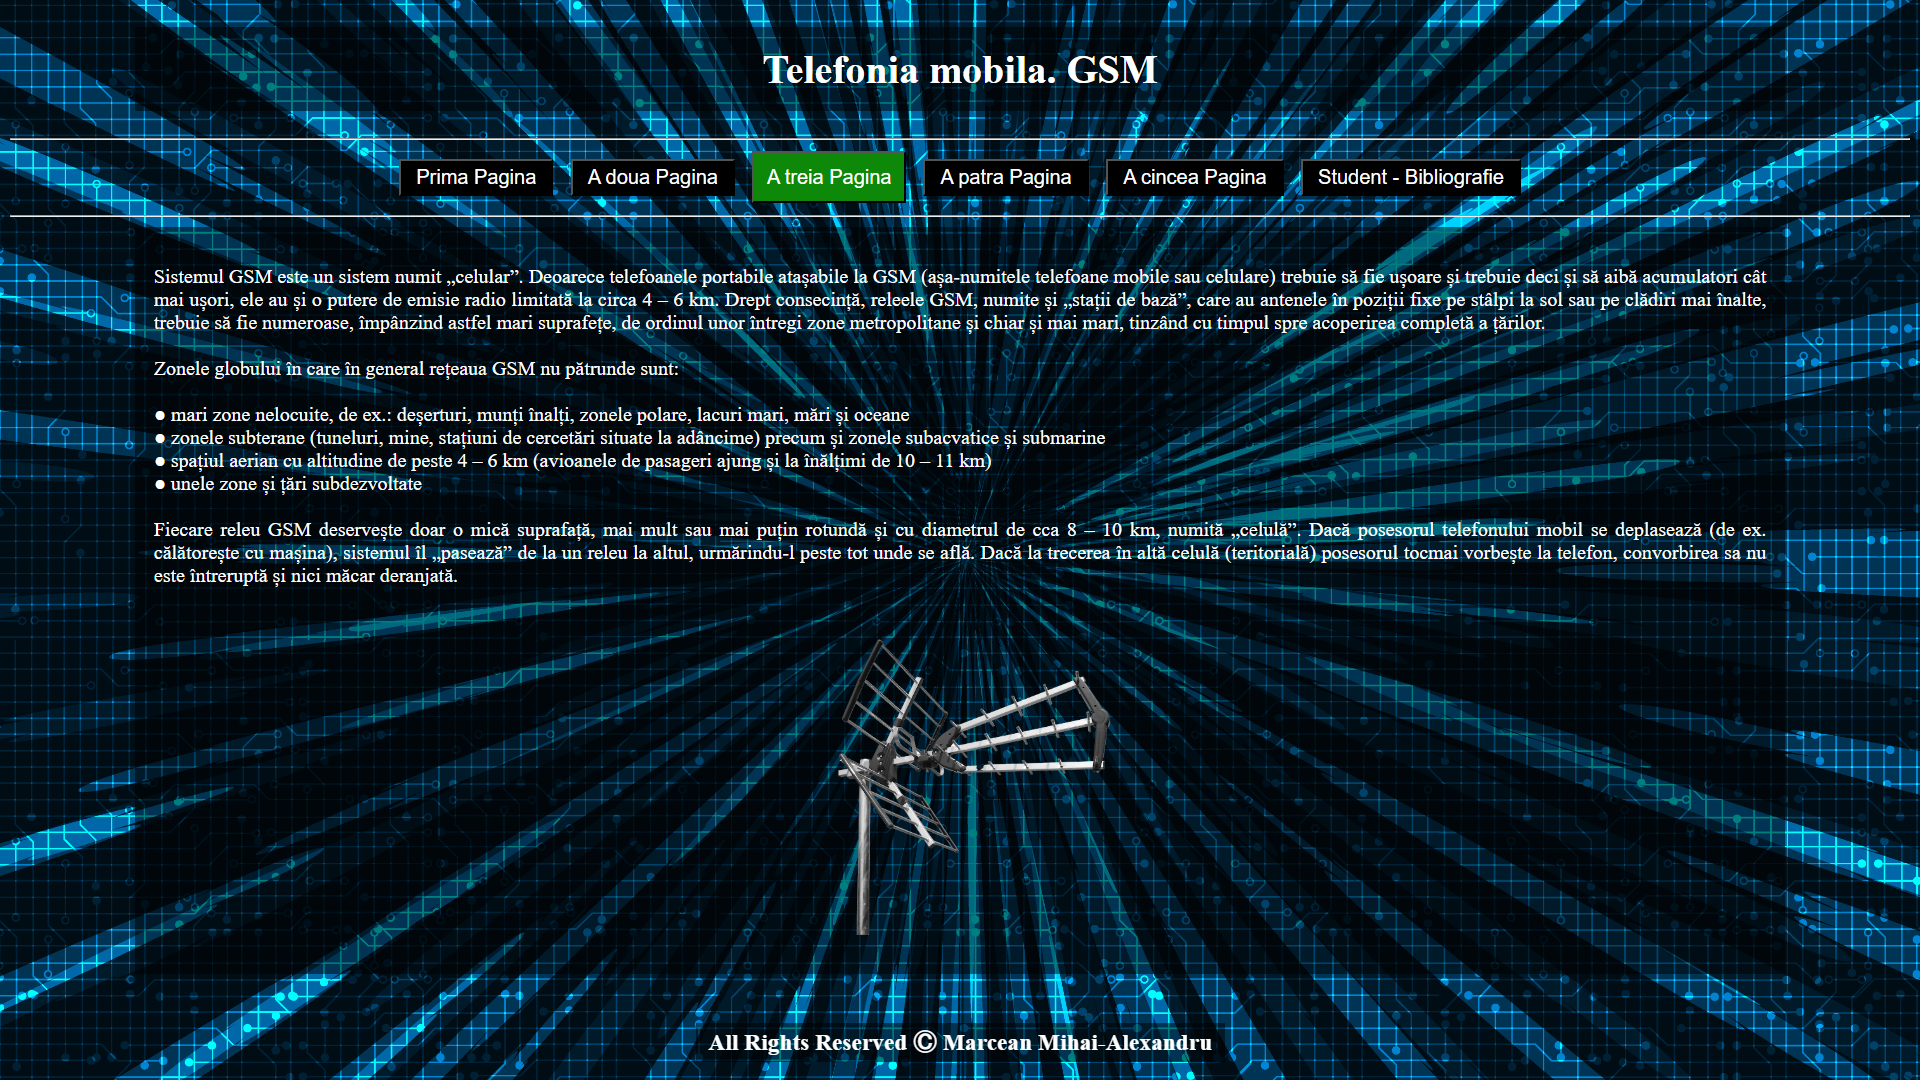 Telefonia mobila. GSM
Prima Pagina
A doua Pagina
A treia Pagina
A patra Pagina
A cincea Pagina
Student - Bibliografie
Sistemul GSM este un sistem numit „celular”. Deoarece telefoanele portabile atașabile la GSM (așa-numitele telefoane mobile sau celulare) trebuie să fie ușoare și trebuie deci și să aibă acumulatori cât
mai ușori, ele au și o putere de emisie radio limitată la circa 4 – 6 km. Drept consecință, releele GSM, numite și „stații de bază”, care au antenele în poziții fixe pe stâlpi la sol sau pe clădiri mai înalte,
trebuie să fie numeroase, împânzind astfel mari suprafețe, de ordinul unor întregi zone metropolitane și chiar și mai mari, tinzând cu timpul spre acoperirea completă a țărilor.
Zonele globului în care în general rețeaua GSM nu pătrunde sunt:
● mari zone nelocuite, de ex.: deșerturi, munți înalți, zonele polare, lacuri mari, mări și oceane
● zonele subterane (tuneluri, mine, stațiuni de cercetări situate la adâncime) precum și zonele subacvatice și submarine
● spațiul aerian cu altitudine de peste 4 – 6 km (avioanele de pasageri ajung și la înălțimi de 10 – 11 km)
● unele zone și țări subdezvoltate
Fiecare releu GSM deservește doar o mică suprafață, mai mult sau mai puțin rotundă și cu diametrul de cca 8 – 10 km, numită „celulă”. Dacă posesorul telefonului mobil se deplasează (de ex.
călătorește cu mașina), sistemul îl „pasează” de la un releu la altul, urmărindu-l peste tot unde se află. Dacă la trecerea în altă celulă (teritorială) posesorul tocmai vorbește la telefon, convorbirea sa nu
este întreruptă și nici măcar deranjată.
All Rights Reserved © Marcean Mihai-Alexandru